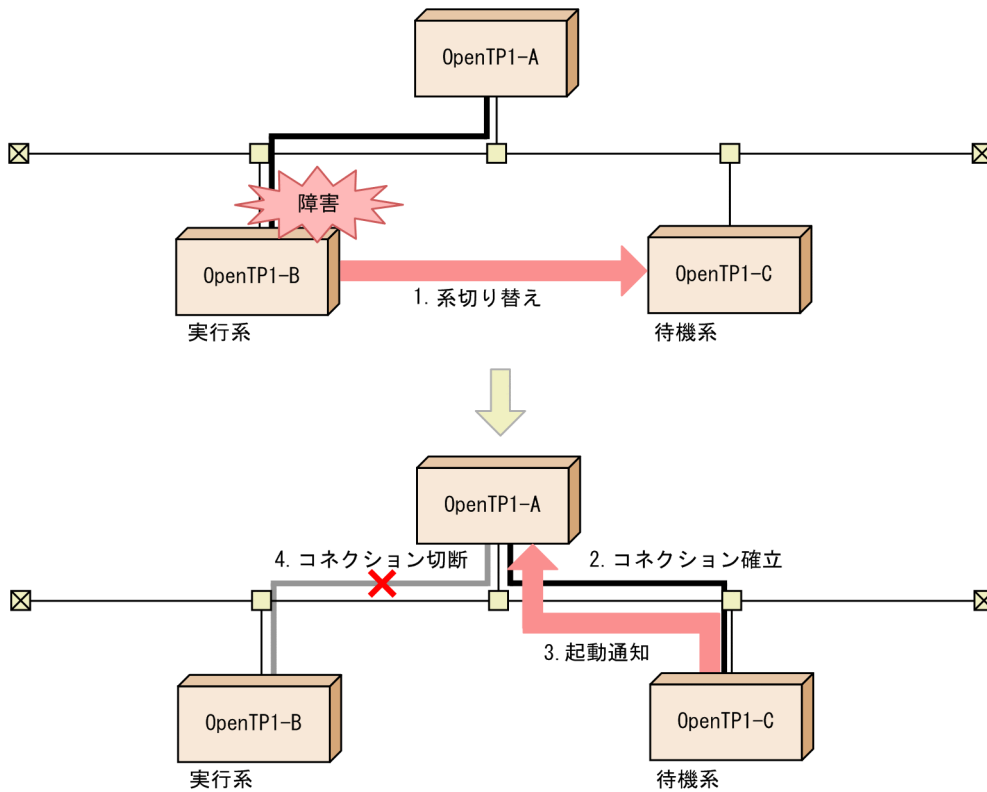 OpenTP1-A
障害
OpenTP1-B
OpenTP1-C
1. 系切り替え
実行系
待機系
OpenTP1-A
4. コネクション切断
2. コネクション確立
3. 起動通知
OpenTP1-B
OpenTP1-C
実行系
待機系